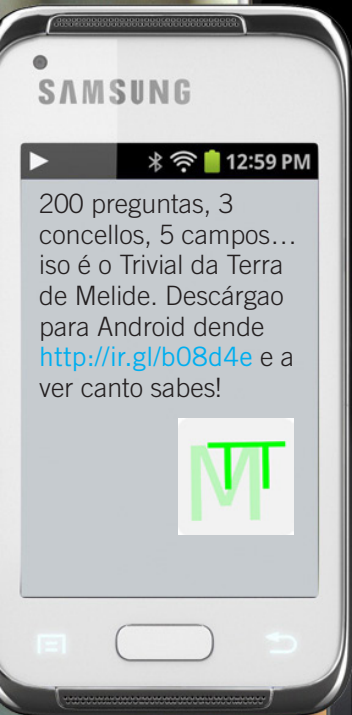 SAMSUNG
12:59 PM
200 preguntas, 3
concellos, 5 campos…
iso é o Trivial da Terra
de Melide. Descárgao
para Android dende
http://ir.gl/b08d4e e a
ver canto sabes!
MTT